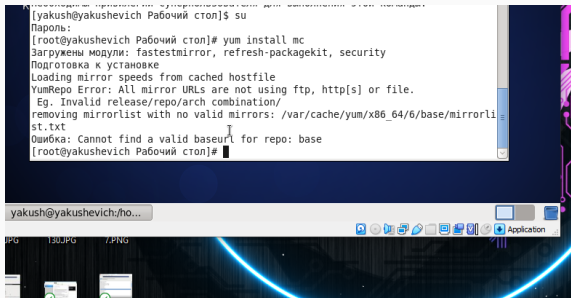 [yakush@yakushevich Рабочий стол]$ su
Пароль:
[root@yakushevich Рабочий стол]# yum install mc
Загружены модули: fastestmirror, refresh-packagekit, security
Подготовка к установке
Loading mirror speeds from cached hostfile
YumRepo Error: All mirror URLs are not using ftp, http[s] or file.
 Eg. Invalid release/repo/arch combination/
removing mirrorlist with no valid mirrors: /var/cache/yum/x86_64/6/base/mirrorli
st.txt
Ошибка: Cannot find a valid baseurl for repo: base
[root@yakushevich Рабочий стол]#
yakush@yakushevich:/ho...
Application
JPG
130.JPG
7.PNG